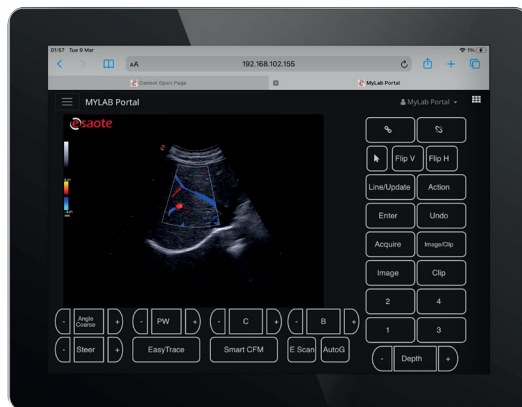 01:57 Tue 9 Mar 1%
AA 192.168.102.155
Cannot Open Page MyLab Portal
MYLAB Portal MyLab Portal
esaote
Flip V Flip H
Line/Update Action
Enter Undo
Acquire Image/Clip
Image Clip
2 4
1 3
- Depth +
- Angle Coarse + - PW + - C + - B +
- Steer + EasyTrace Smart CFM E Scan AutoG